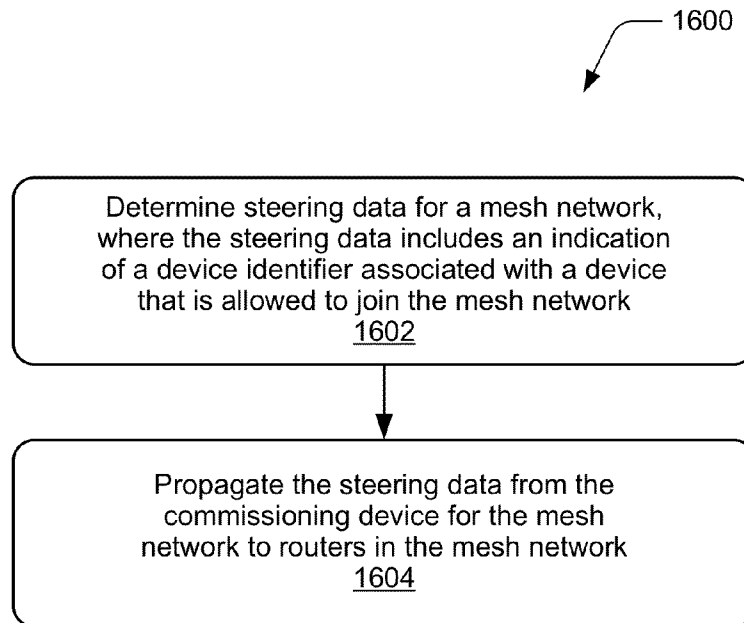 1600
Determine steering data for a mesh network,
where the steering data includes an indication
of a device identifier associated with a device
that is allowed to join the mesh network
1602
Propagate the steering data from the
commissioning device for the mesh
network to routers in the mesh network
1604